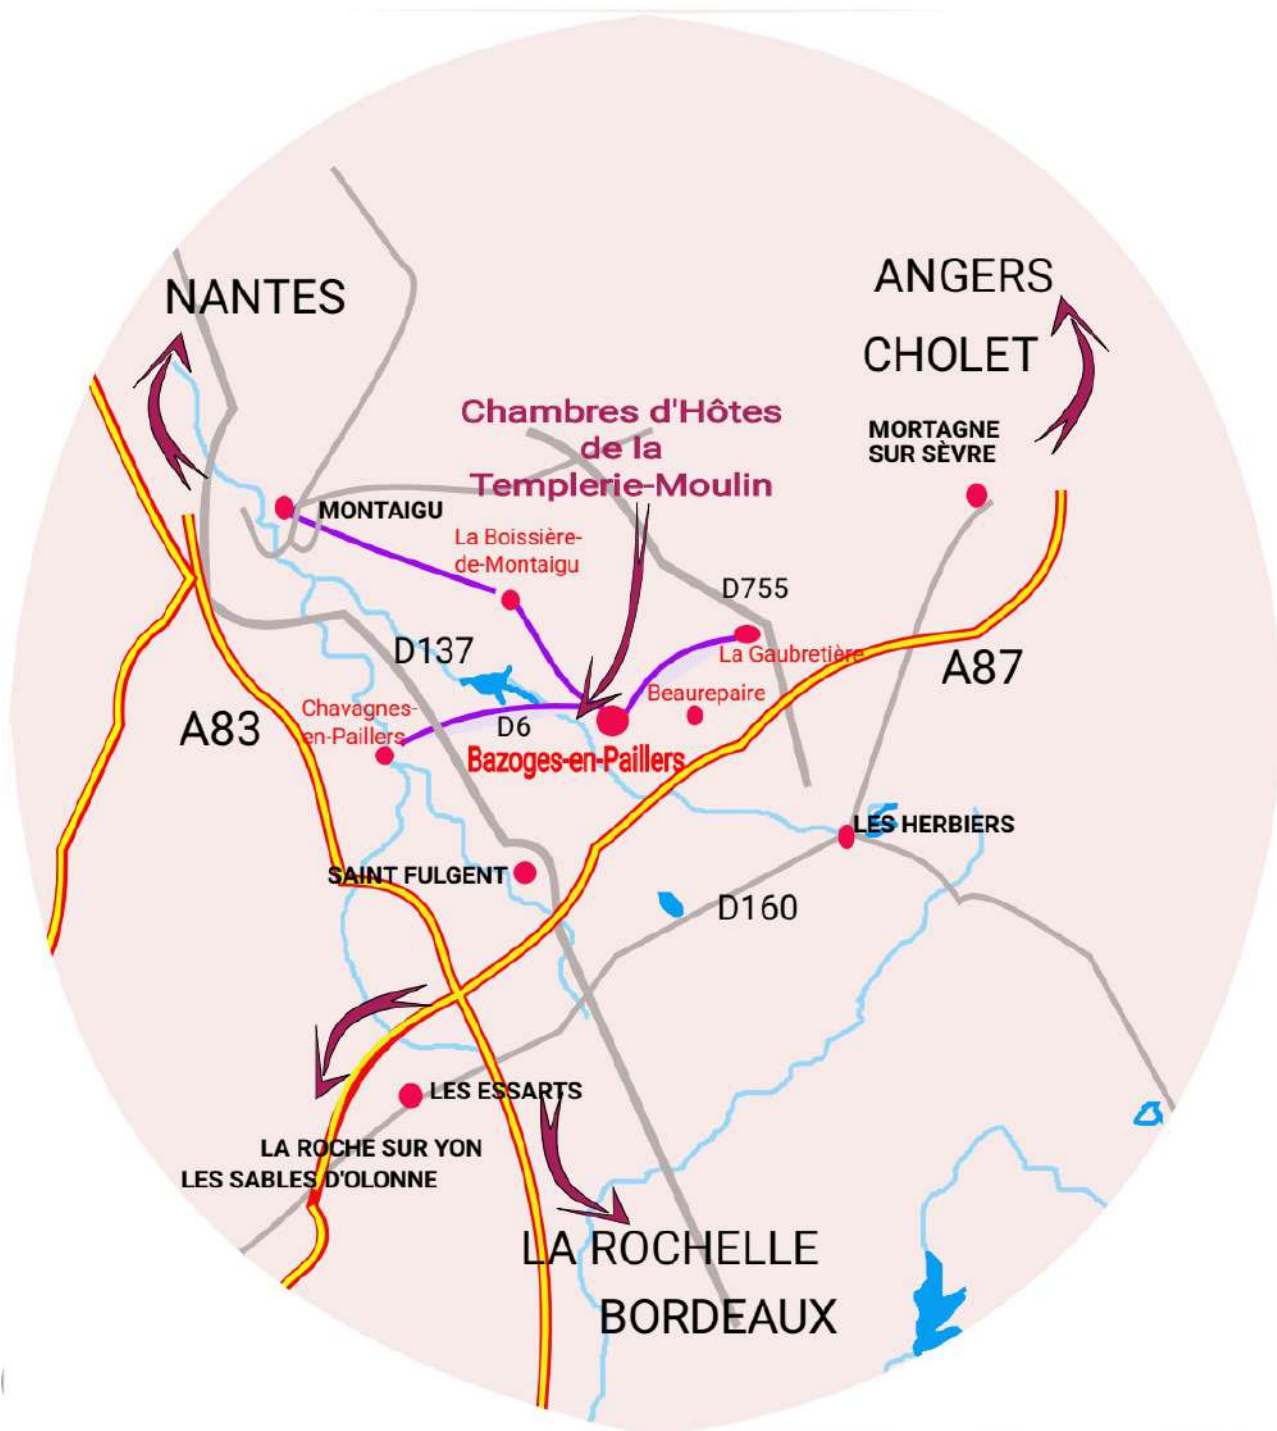 NANTES
ANGERS
CHOLET
MORTAGNE
SUR SÈVRE
Chambres d'Hôtes
de la
Templerie-Moulin
MONTAIGU
La Boissière-
de-Montaigu
D755
D137
La Gaubretière
A87
Beaurepaire
Chavagnes-
en-Paillers
A83
D6
Bazoges-en-Paillers
LES HERBIERS
SAINT FULGENT
D160
LES ESSARTS
LA ROCHE SUR YON
LES SABLES D'OLONNE
LA ROCHELLE
BORDEAUX